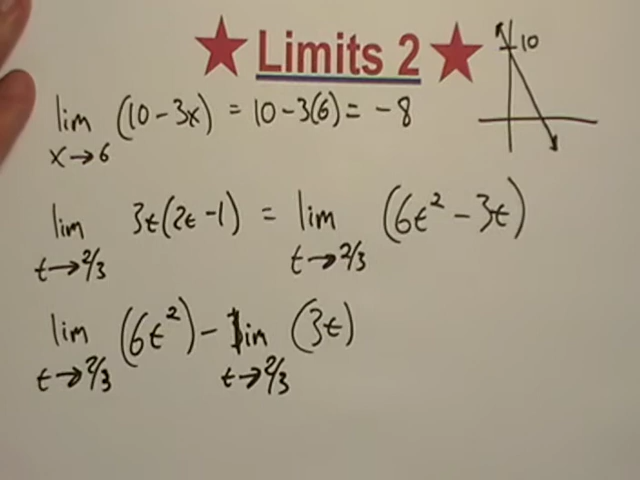 Limits 2
10
lim (10 - 3x) = 10 - 3(6) = -8
x→6
lim 3t(2t - 1) = lim (6t² - 3t)
t→2/3 t→2/3
lim (6t²) - lim (3t)
t→2/3 t→2/3